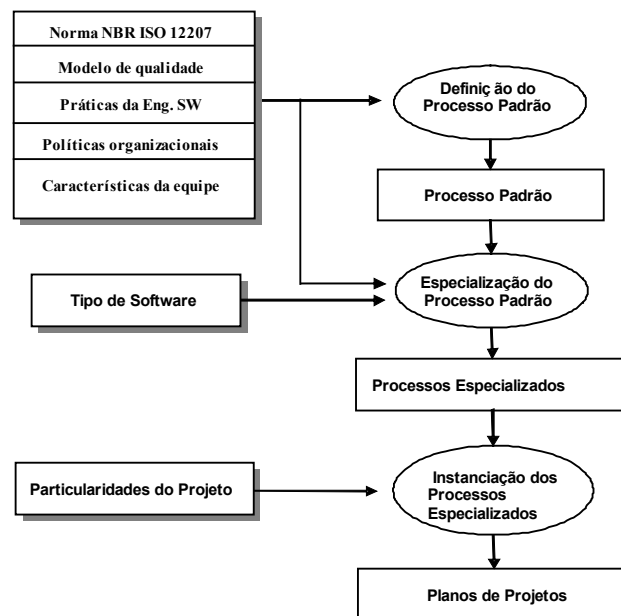 Norma NBR ISO 12207
Modelo de qualidade
Práticas da Eng. SW
Políticas organizacionais
Características da equipe
Definição do
Processo Padrão
Processo Padrão
Tipo de Software
Especialização do
Processo Padrão
Processos Especializados
Particularidades do Projeto
Instanciação dos
Processos
Especializados
Planos de Projetos